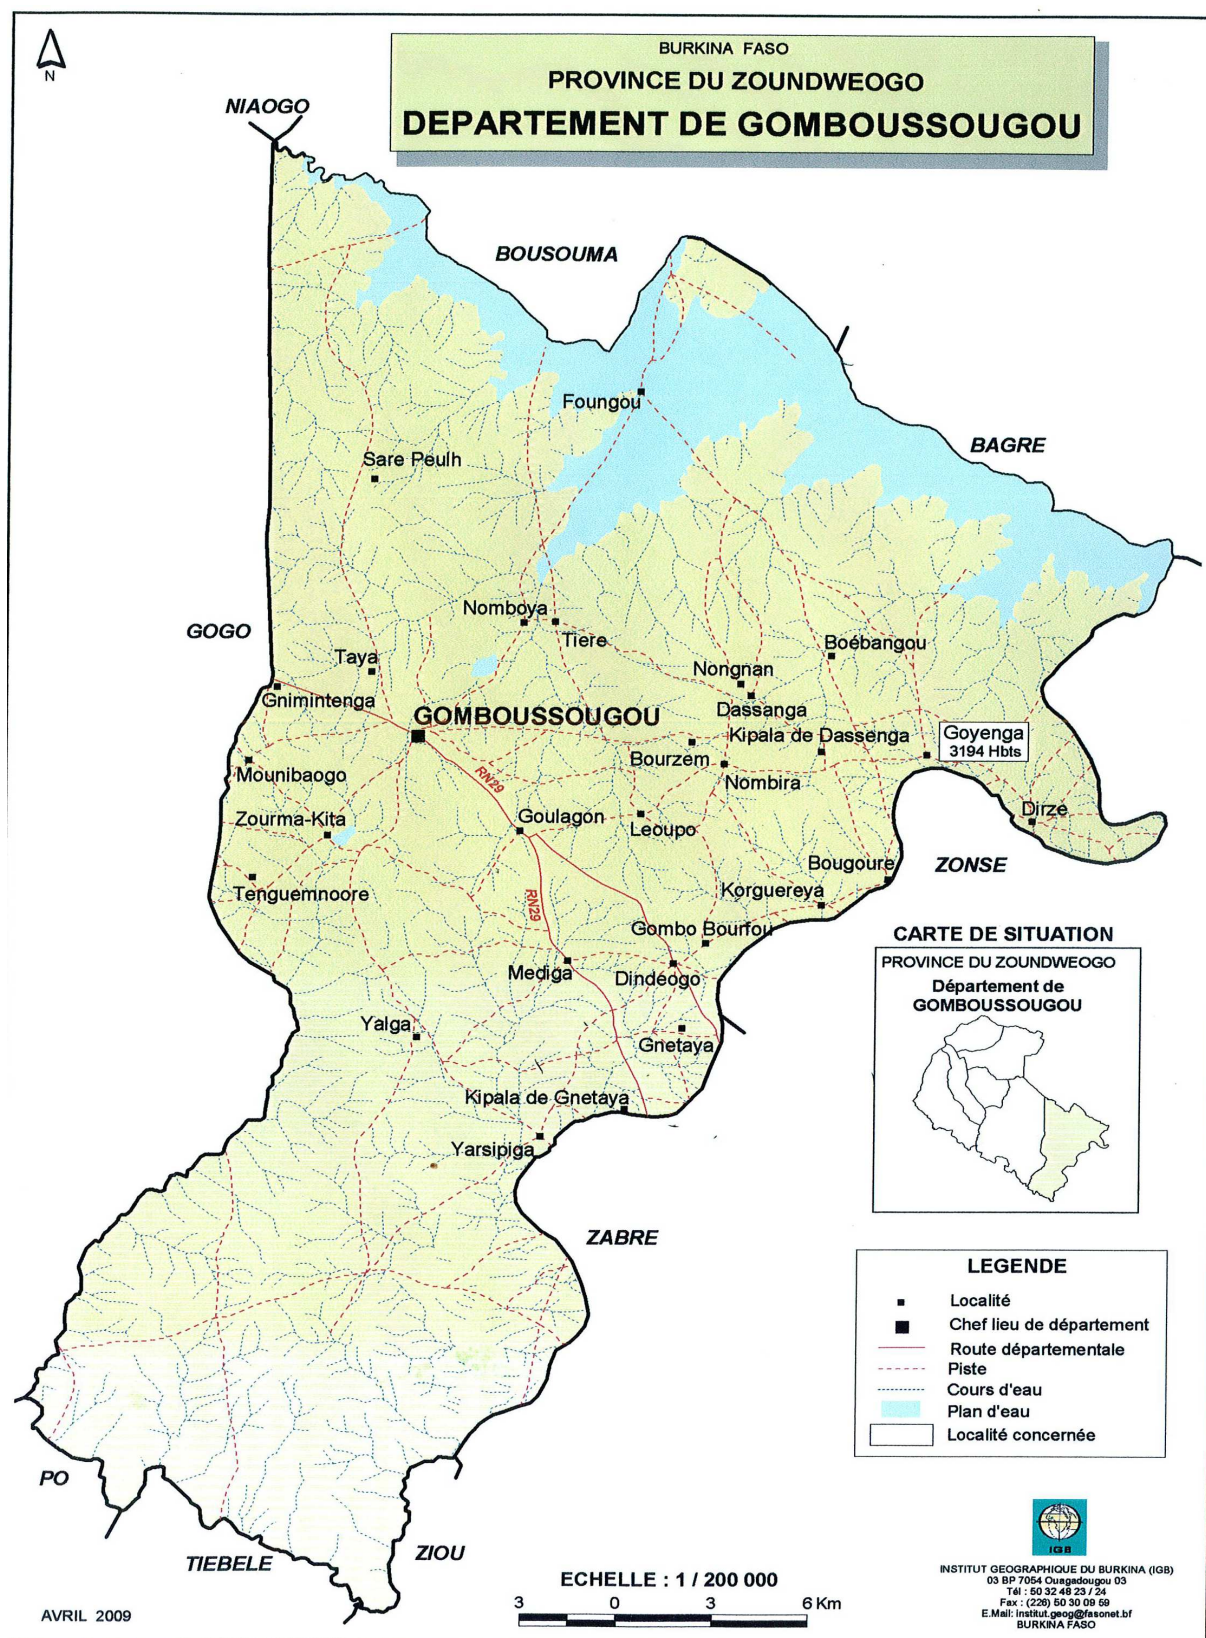 BURKINA FASO
PROVINCE DU ZOUNDWEOGO
DEPARTEMENT DE GOMBOUSSOUGOU
N
NIAOGO
BOUSOUMA
Foungou
BAGRE
Sare Peulh
GOGO
Nomboya
Tiere
Boébangou
Taya
Nongnan
Gnimintenga
Dassanga
GOMBOUSSOUGOU
Kipala de Dassenga
Goyenga
3194 Hbts
Bourzem
Mounibaogo
RN29
Nombira
Zourma-Kita
Goulagon
Leoupo
Dirze
Bougoure
ZONSE
Tenguemnoore
RN29
Korguereya
Gombo Bourfou
Mediga
Dindeogo
Yalga
Gnetaya
Kipala de Gnetaya
Yarsipiga
ZABRE
PO
TIEBELE
ZIOU
CARTE DE SITUATION
PROVINCE DU ZOUNDWEOGO
Département de
GOMBOUSSOUGOU
LEGENDE
Localité
Chef lieu de département
Route départementale
Piste
Cours d'eau
Plan d'eau
Localité concernée
IGB
INSTITUT GEOGRAPHIQUE DU BURKINA (IGB)
03 BP 7054 Ouagadougou 03
Tél : 50 32 48 23 / 24
Fax : (226) 50 30 09 59
E.Mail: institut.geog@fasonet.bf
BURKINA FASO
ECHELLE : 1 / 200 000
3 0 3 6 Km
AVRIL 2009